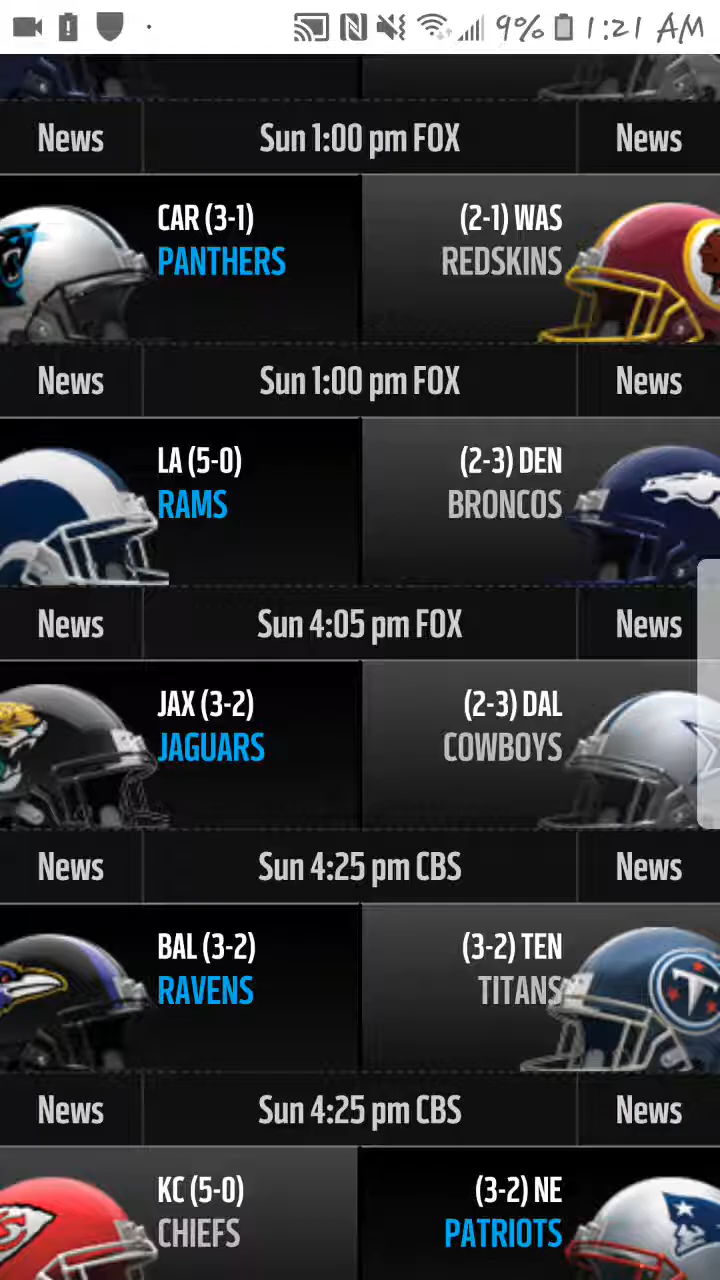 9% 1:21 AM
News Sun 1:00 pm FOX News
CAR (3-1) (2-1) WAS
PANTHERS REDSKINS
News Sun 1:00 pm FOX News
LA (5-0) (2-3) DEN
RAMS BRONCOS
News Sun 4:05 pm FOX News
JAX (3-2) (2-3) DAL
JAGUARS COWBOYS
News Sun 4:25 pm CBS News
BAL (3-2) (3-2) TEN
RAVENS TITANS
News Sun 4:25 pm CBS News
KC (5-0) (3-2) NE
CHIEFS PATRIOTS